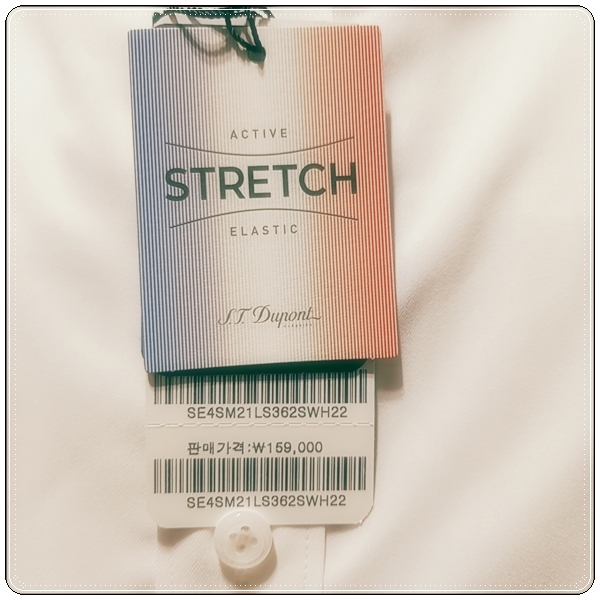 ACTIVE
STRETCH
ELASTIC
S.T. Dupont
SE4SM21LS362SWH22
판매가격:₩159,000
SE4SM21LS362SWH22